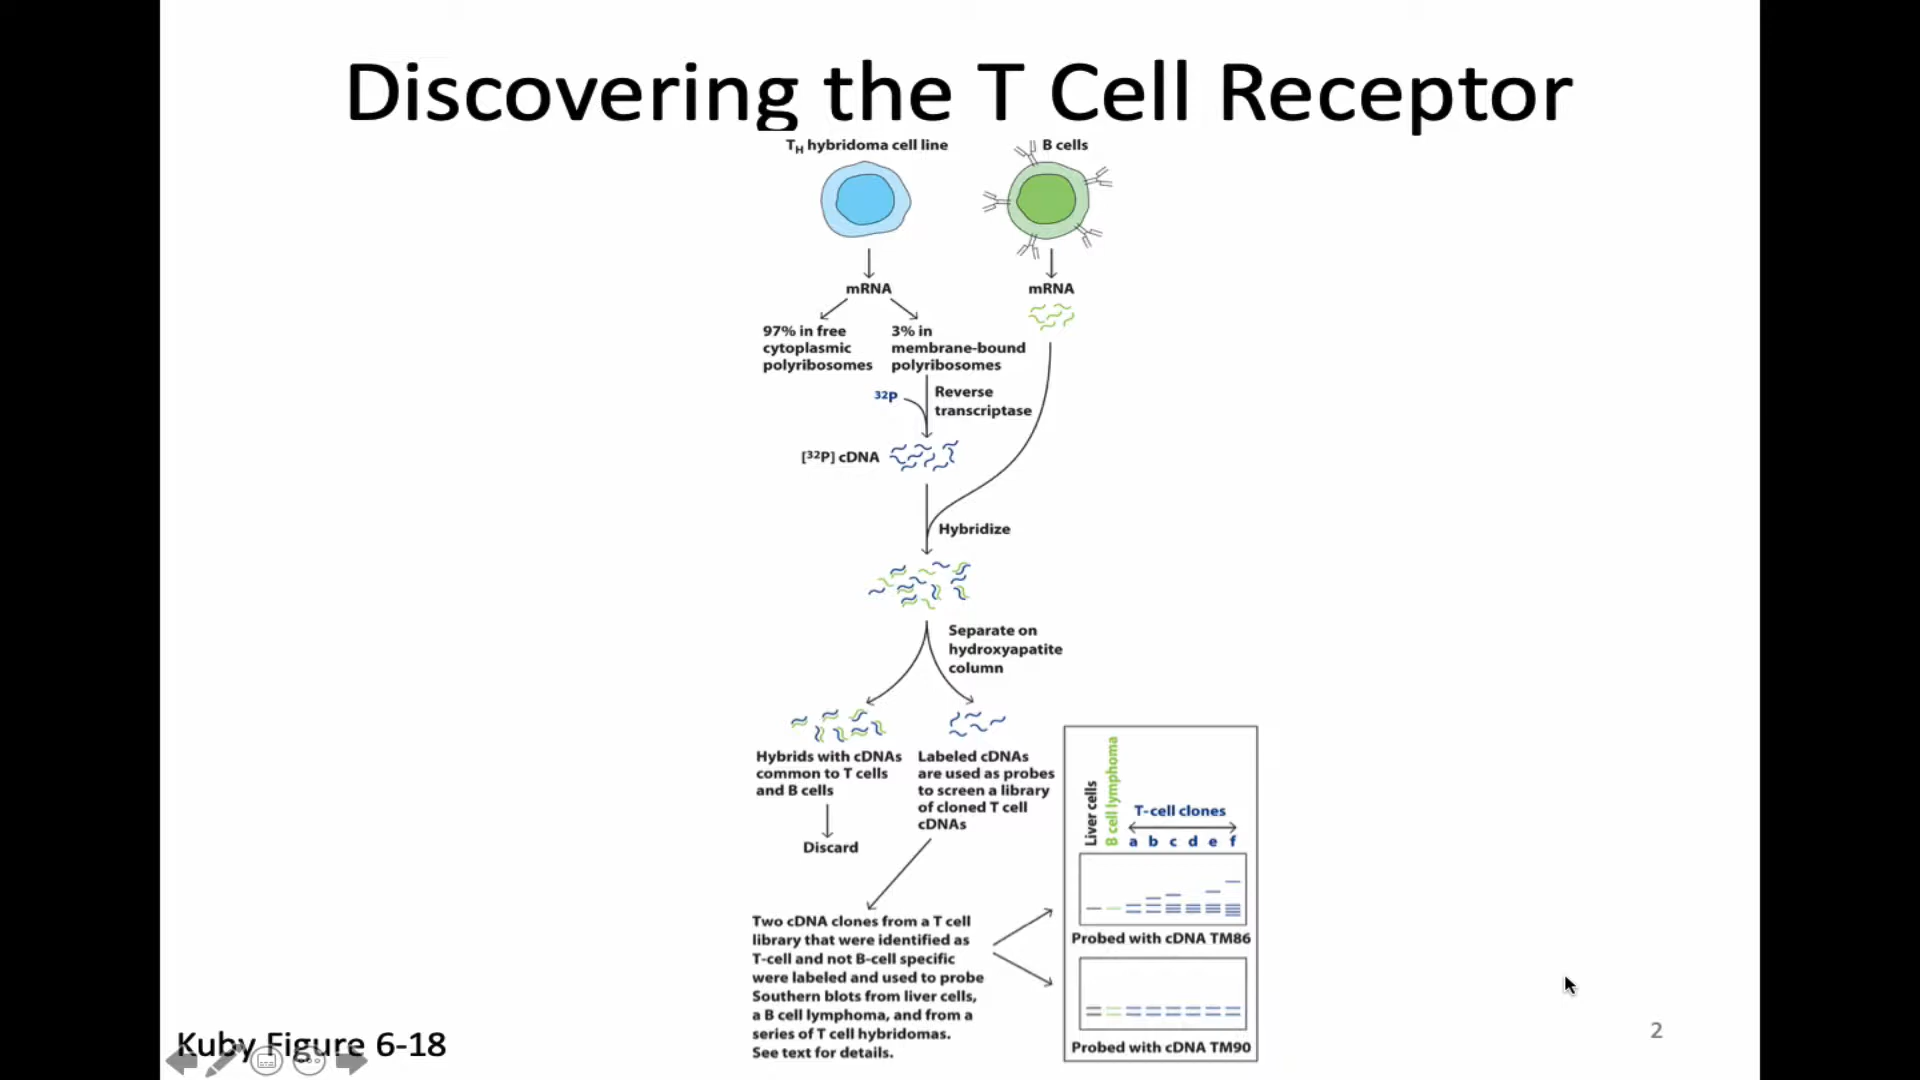 Discovering the T Cell Receptor
TH hybridoma cell line
B cells
mRNA
mRNA
97% in free
cytoplasmic
polyribosomes
3% in
membrane-bound
polyribosomes
32P
Reverse
transcriptase
[32P] cDNA
Hybridize
Separate on
hydroxyapatite
column
Hybrids with cDNAs
common to T cells
and B cells
Labeled cDNAs
are used as probes
to screen a library
of cloned T cell
cDNAs
Discard
Two cDNA clones from a T cell
library that were identified as
T-cell and not B-cell specific
were labeled and used to probe
Southern blots from liver cells,
a B cell lymphoma, and from a
series of T cell hybridomas.
See text for details.
Liver cells
B cell lymphoma
T-cell clones
a b c d e f
Probed with cDNA TM86
Probed with cDNA TM90
Kuby Figure 6-18
2